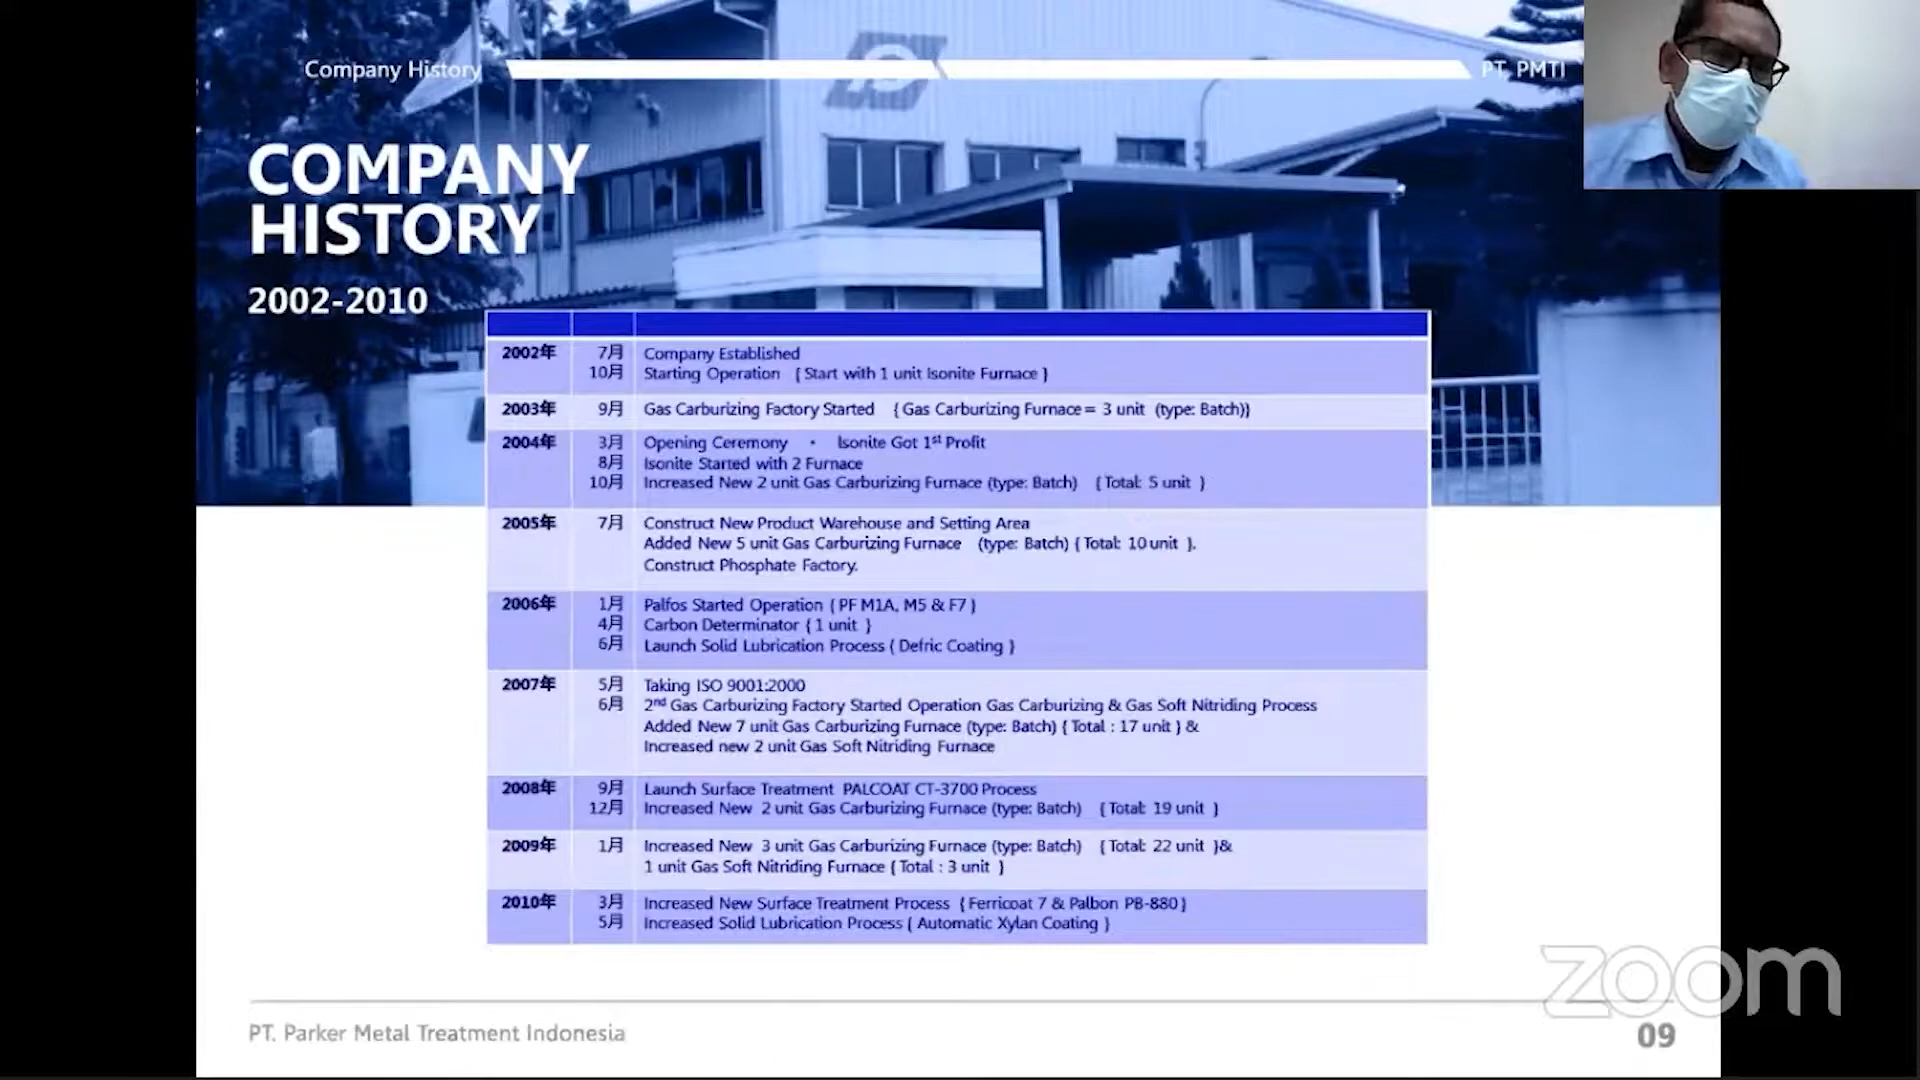 Company History
PT. PMTI
COMPANY
HISTORY
2002-2010
2002年 7月 Company Established
10月 Starting Operation { Start with 1 unit Isonite Furnace }
2003年 9月 Gas Carburizing Factory Started { Gas Carburizing Furnace = 3 unit (type: Batch)}
2004年 3月 Opening Ceremony ・ Isonite Got 1st Profit
8月 Isonite Started with 2 Furnace
10月 Increased New 2 unit Gas Carburizing Furnace (type: Batch) { Total: 5 unit }
2005年 7月 Construct New Product Warehouse and Setting Area
Added New 5 unit Gas Carburizing Furnace (type: Batch) { Total: 10 unit }.
Construct Phosphate Factory.
2006年 1月 Palfos Started Operation { PF M1A, M5 & F7 }
4月 Carbon Determinator { 1 unit }
6月 Launch Solid Lubrication Process { Defric Coating }
2007年 5月 Taking ISO 9001:2000
6月 2nd Gas Carburizing Factory Started Operation Gas Carburizing & Gas Soft Nitriding Process
Added New 7 unit Gas Carburizing Furnace (type: Batch) { Total : 17 unit } &
Increased new 2 unit Gas Soft Nitriding Furnace
2008年 9月 Launch Surface Treatment PALCOAT CT-3700 Process
12月 Increased New 2 unit Gas Carburizing Furnace (type: Batch) { Total: 19 unit }
2009年 1月 Increased New 3 unit Gas Carburizing Furnace (type: Batch) { Total: 22 unit }&
1 unit Gas Soft Nitriding Furnace { Total : 3 unit }
2010年 3月 Increased New Surface Treatment Process { Ferricoat 7 & Palbon PB-880 }
5月 Increased Solid Lubrication Process { Automatic Xylan Coating }
zoom
PT. Parker Metal Treatment Indonesia
09